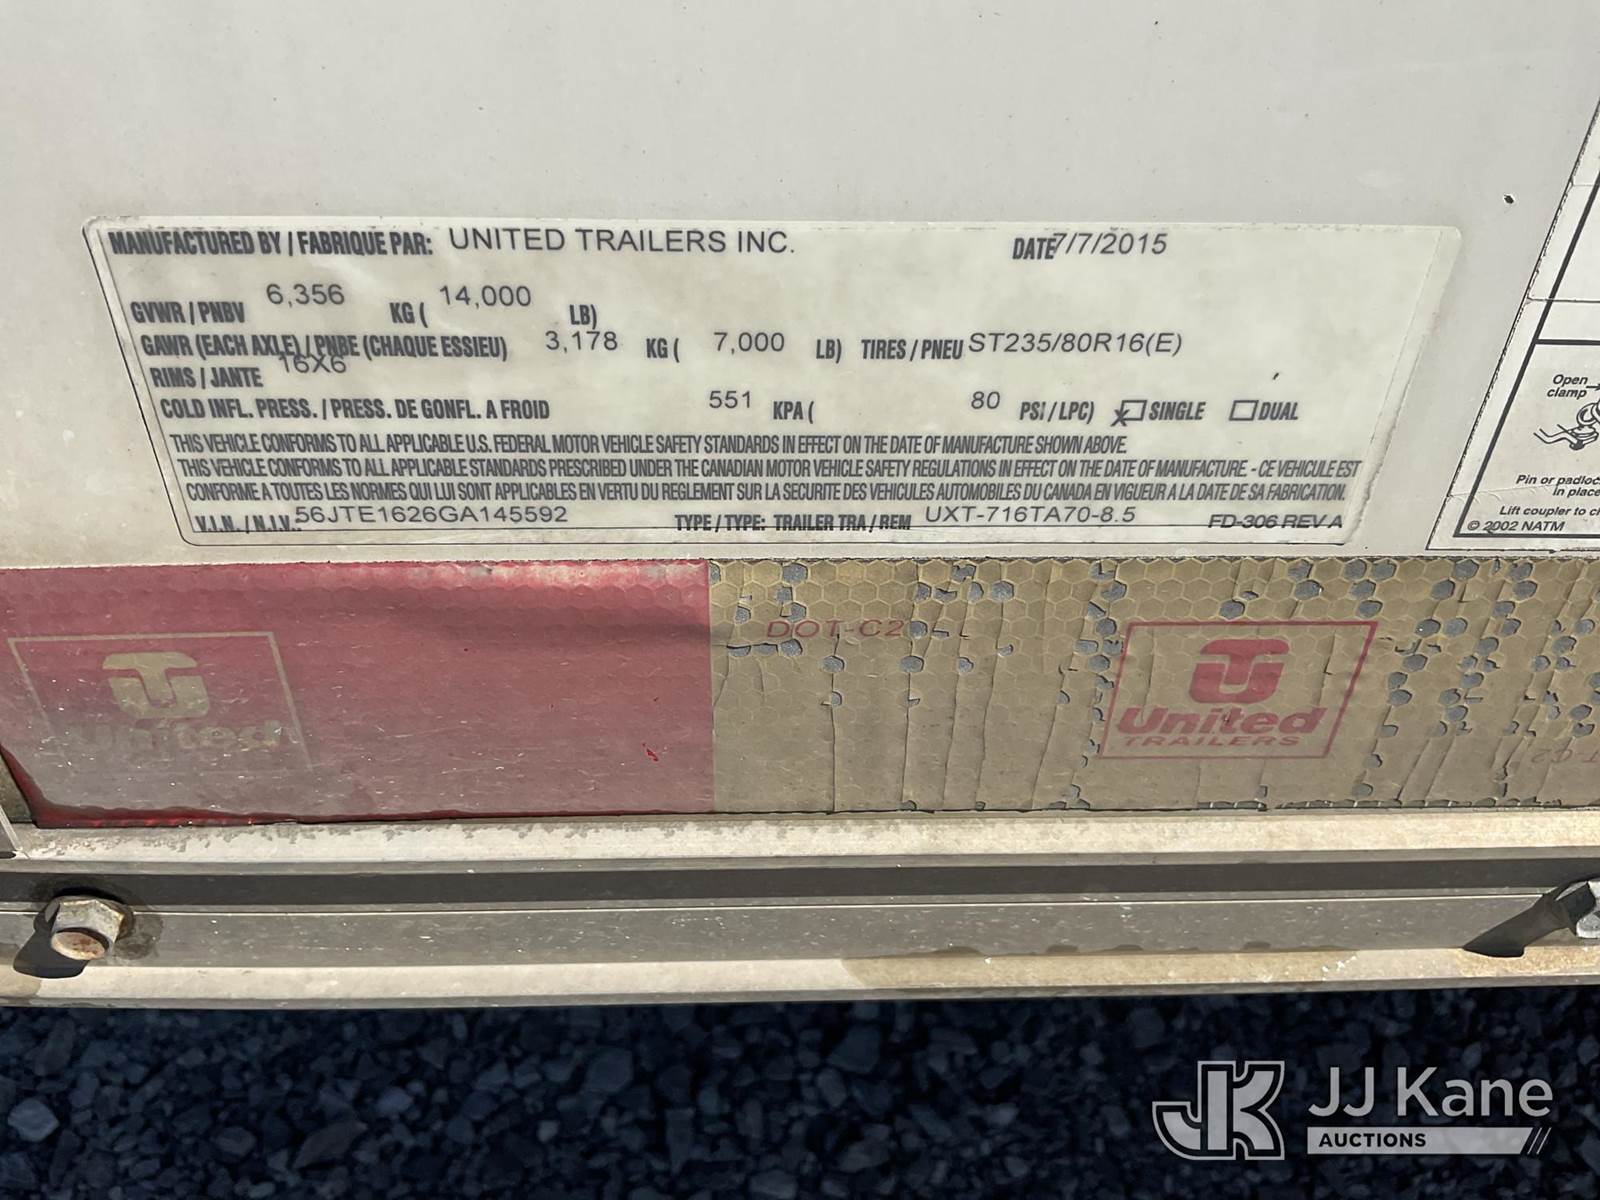 MANUFACTURED BY / FABRIQUE PAR: UNITED TRAILERS INC. DATE 7/7/2015
GVWR / PNBV 6,356 KG ( 14,000 LB)
GAWR (EACH AXLE) / PNBE (CHAQUE ESSIEU) 3,178 KG ( 7,000 LB) TIRES / PNEU ST235/80R16(E)
RIMS / JANTE 16X6
COLD INFL. PRESS. / PRESS. DE GONFL. A FROID 551 KPA ( 80 PSI / LPC) X SINGLE DUAL
THIS VEHICLE CONFORMS TO ALL APPLICABLE U.S. FEDERAL MOTOR VEHICLE SAFETY STANDARDS IN EFFECT ON THE DATE OF MANUFACTURE SHOWN ABOVE.
THIS VEHICLE CONFORMS TO ALL APPLICABLE STANDARDS PRESCRIBED UNDER THE CANADIAN MOTOR VEHICLE SAFETY REGULATIONS IN EFFECT ON THE DATE OF MANUFACTURE. - CE VEHICULE EST
CONFORME A TOUTES LES NORMES QUI LUI SONT APPLICABLES EN VERTU DU REGLEMENT SUR LA SECURITE DES VEHICULES AUTOMOBILES DU CANADA EN VIGUEUR A LA DATE DE SA FABRICATION.
V.I.N. / N.I.V.: 56JTE1626GA145592 TYPE / TYPE: TRAILER TRA / REM UXT-716TA70-8.5 FD-306 REV A
Open
clamp
Pin or padloc
in place
Lift coupler to c
© 2002 NATM
United
DOT-C2
United
TRAILERS
JJ Kane
AUCTIONS